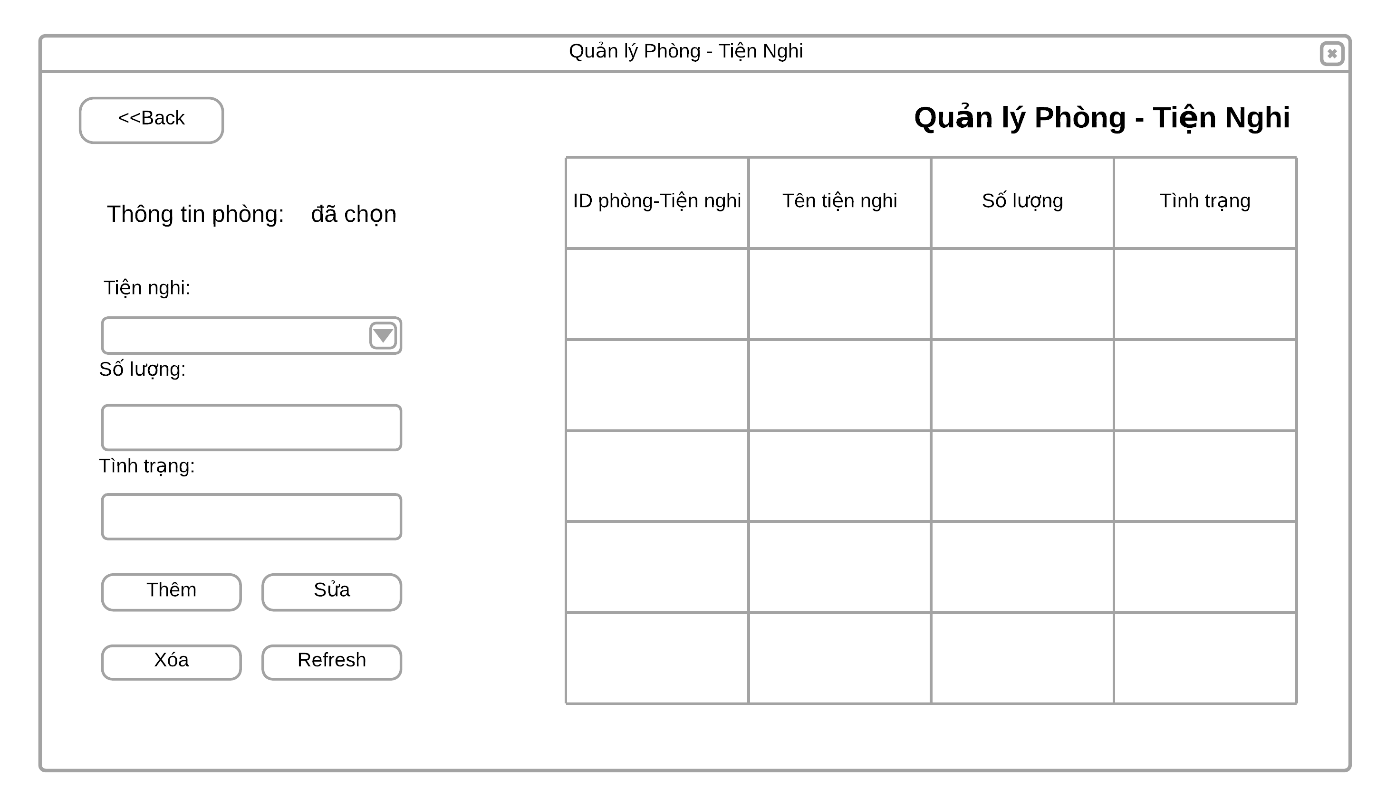 Quản lý Phòng - Tiện Nghi
<<Back
Quản lý Phòng - Tiện Nghi
Thông tin phòng: đã chọn
Tiện nghi:
Số lượng:
Tình trạng:
Thêm Sửa
Xóa Refresh
ID phòng-Tiện nghi Tên tiện nghi Số lượng Tình trạng